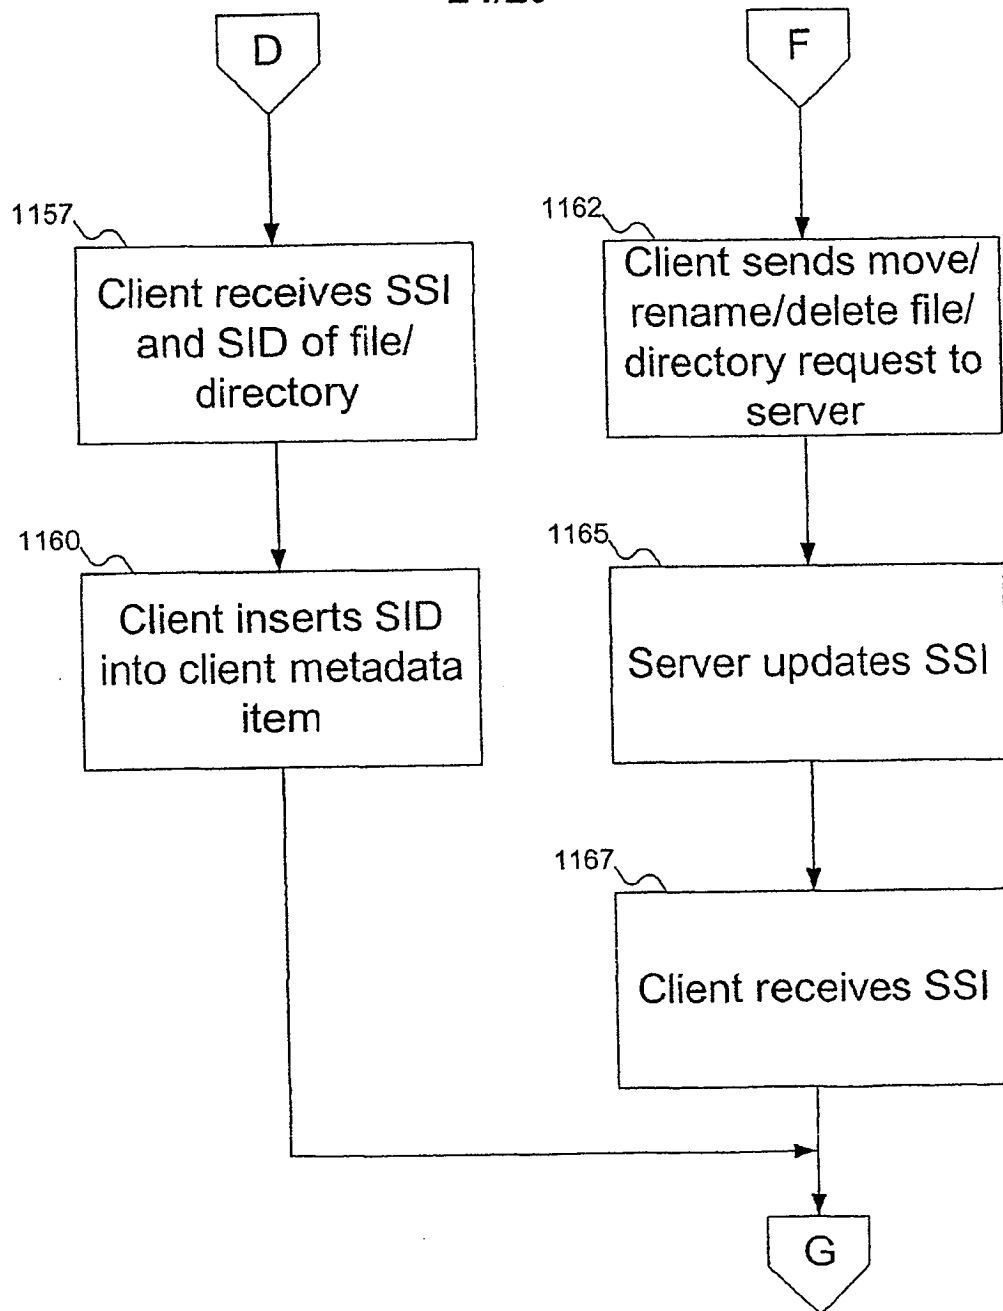 D
1157
Client receives SSI
and SID of file/
directory
1160
Client inserts SID
into client metadata
item
F
1162
Client sends move/
rename/delete file/
directory request to
server
1165
Server updates SSI
1167
Client receives SSI
G